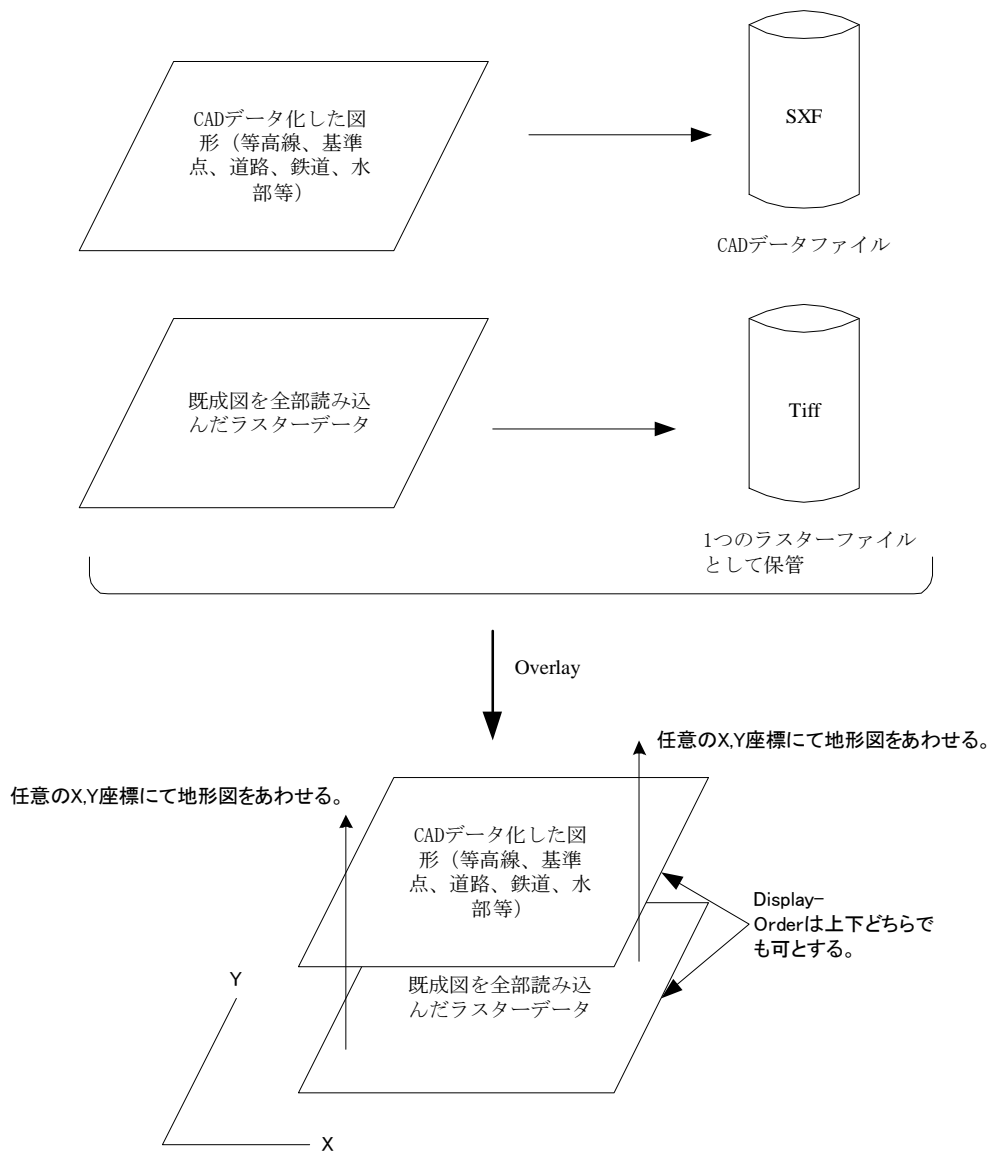 CADデータ化した図
形（等高線、基準
点、道路、鉄道、水
部等）
SXF
CADデータファイル
既成図を全部読み込
んだラスターデータ
Tiff
1つのラスターファイル
として保管
Overlay
任意のX,Y座標にて地形図をあわせる。
任意のX,Y座標にて地形図をあわせる。
CADデータ化した図
形（等高線、基準
点、道路、鉄道、水
部等）
Display-
Orderは上下どちらで
も可とする。
既成図を全部読み込
んだラスターデータ
Y
X